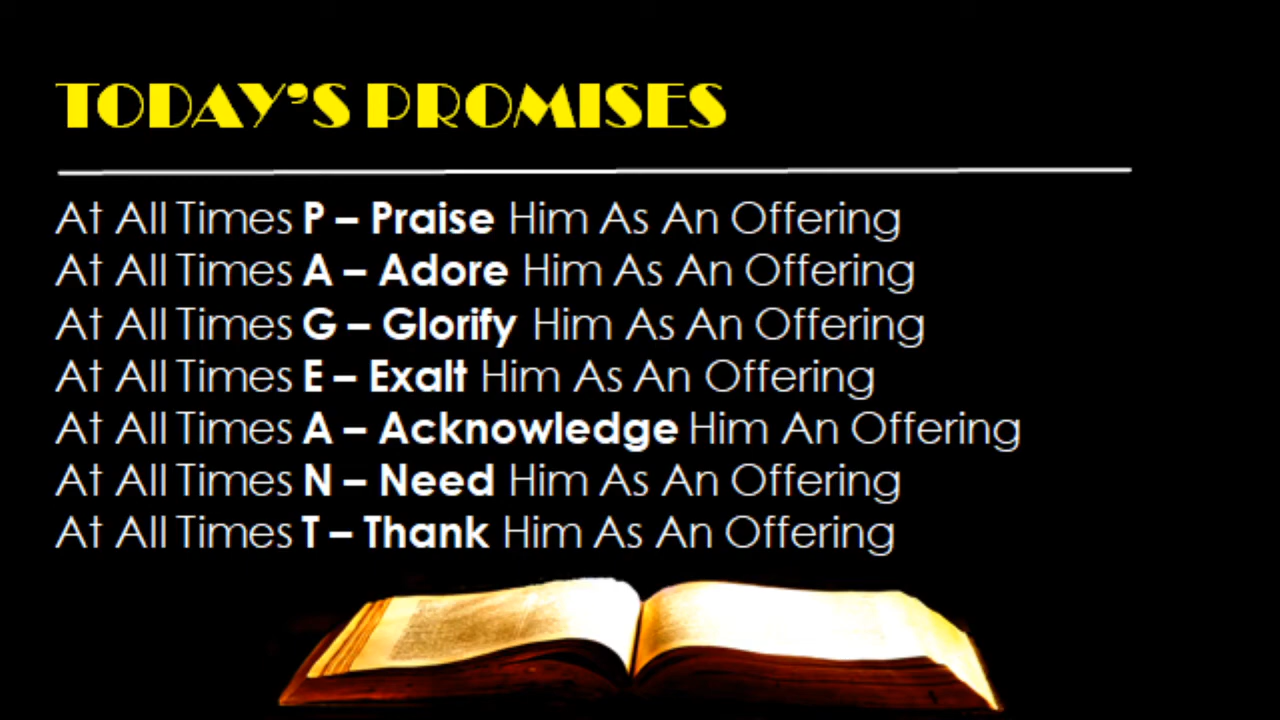 TODAY'S PROMISES
At All Times P – Praise Him As An Offering
At All Times A – Adore Him As An Offering
At All Times G – Glorify Him As An Offering
At All Times E – Exalt Him As An Offering
At All Times A – Acknowledge Him An Offering
At All Times N – Need Him As An Offering
At All Times T – Thank Him As An Offering